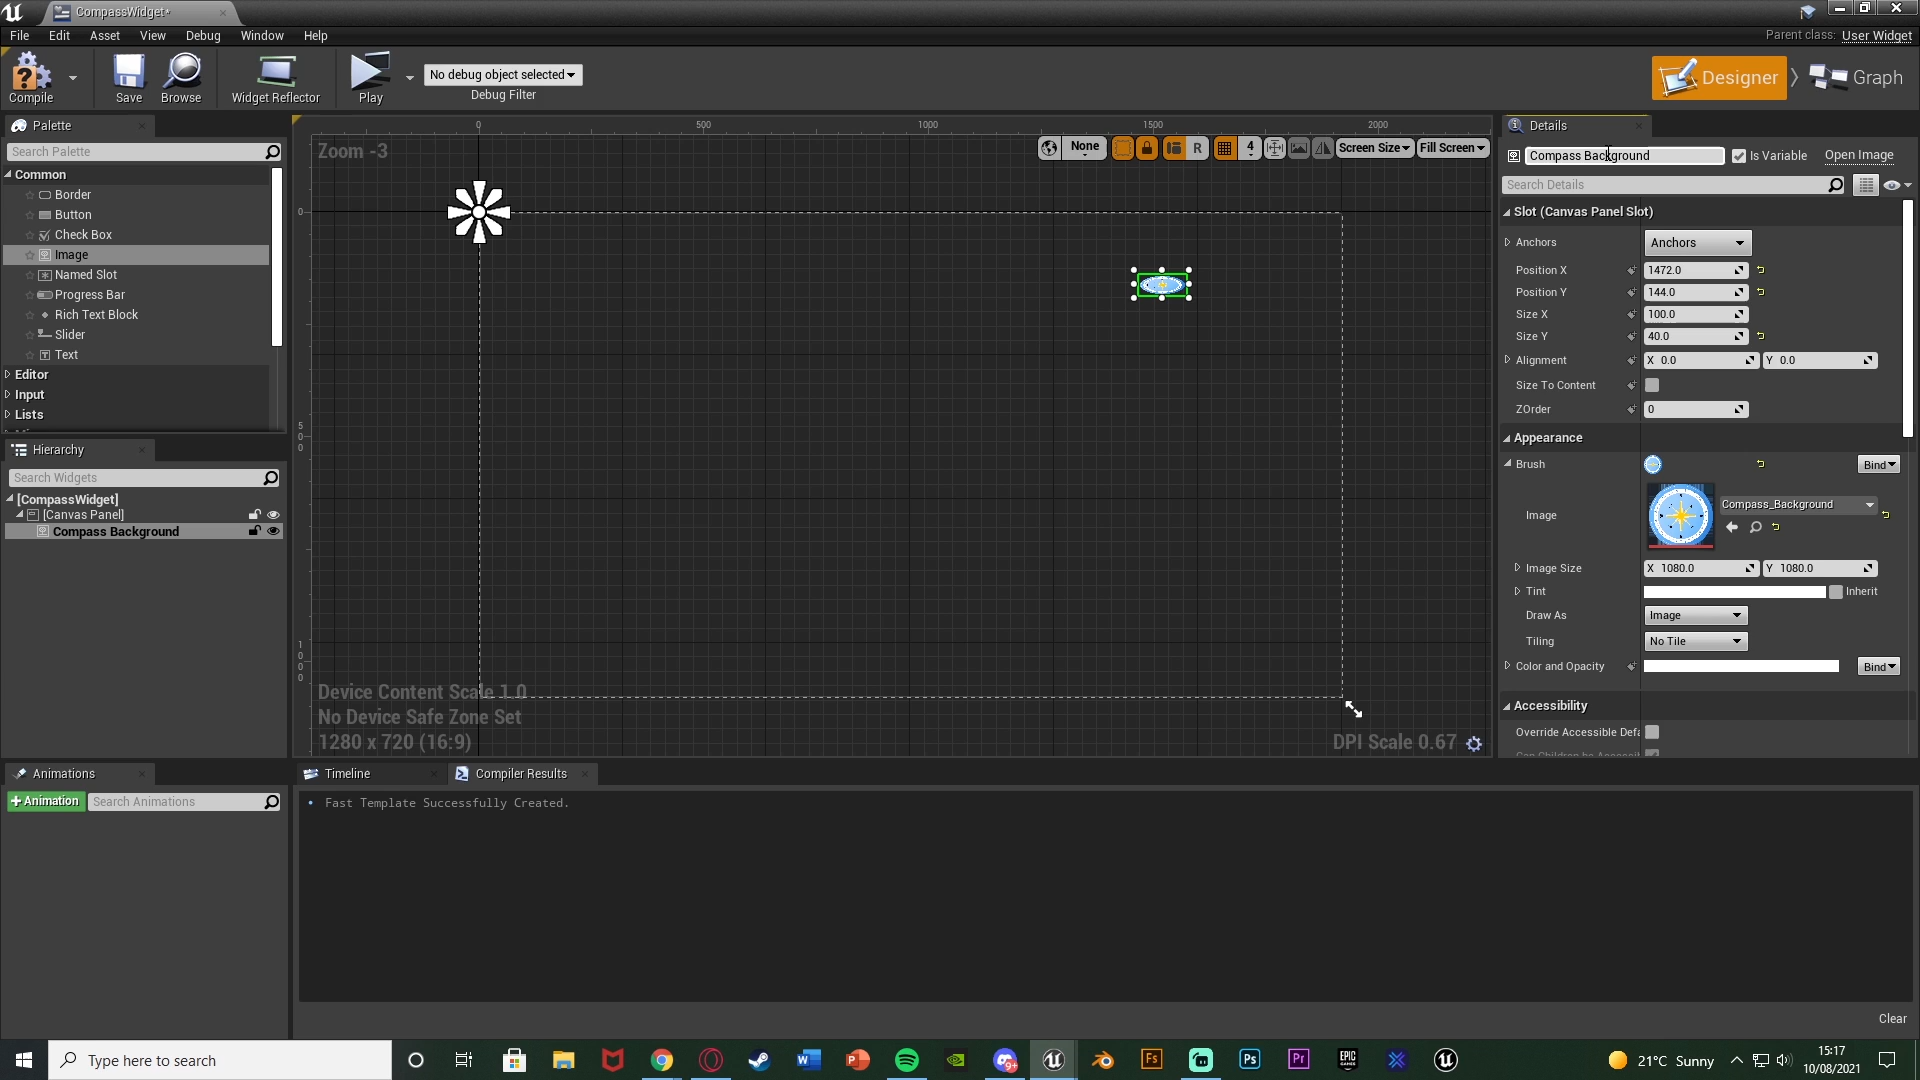 CompassWidget*
File Edit Asset View Debug Window Help
Parent class: User Widget
Compile
Save
Browse
Widget Reflector
Play
No debug object selected
Debug Filter
Designer
Graph
Palette
Search Palette
Common
Border
Button
Check Box
Image
Named Slot
Progress Bar
Rich Text Block
Slider
Text
Editor
Input
Lists
Hierarchy
Search Widgets
[CompassWidget]
[Canvas Panel]
Compass Background
Animations
+Animation
Search Animations
0 500 1000 1500 2000
Zoom -3
None
R
4
Screen Size
Fill Screen
0
500
1000
Device Content Scale 1.0
No Device Safe Zone Set
1280 x 720 (16:9)
DPI Scale 0.67
Timeline
Compiler Results
Fast Template Successfully Created.
Clear
Details
Compass Background
Is Variable
Open Image
Search Details
Slot (Canvas Panel Slot)
Anchors Anchors
Position X 1472.0
Position Y 144.0
Size X 100.0
Size Y 40.0
Alignment X 0.0 Y 0.0
Size To Content
ZOrder 0
Appearance
Brush Bind
Image Compass_Background
Image Size X 1080.0 Y 1080.0
Tint Inherit
Draw As Image
Tiling No Tile
Color and Opacity Bind
Accessibility
Override Accessible Defa
Type here to search
21°C Sunny
15:17
10/08/2021